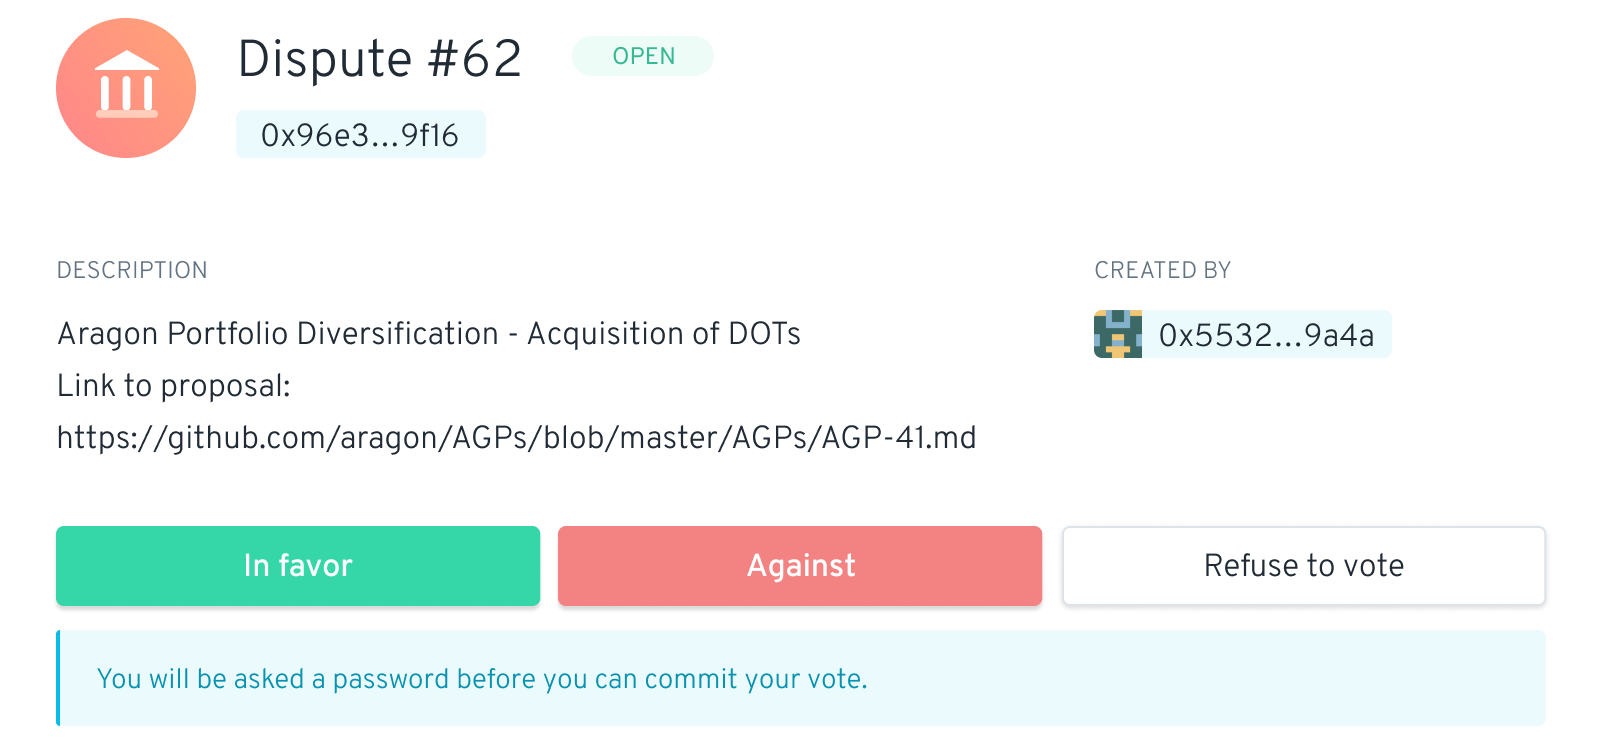 Dispute #62
OPEN
0x96e3...9f16
DESCRIPTION
Aragon Portfolio Diversification - Acquisition of DOTs
Link to proposal:
https://github.com/aragon/AGPs/blob/master/AGPs/AGP-41.md
CREATED BY
0x5532...9a4a
In favor
Against
Refuse to vote
You will be asked a password before you can commit your vote.